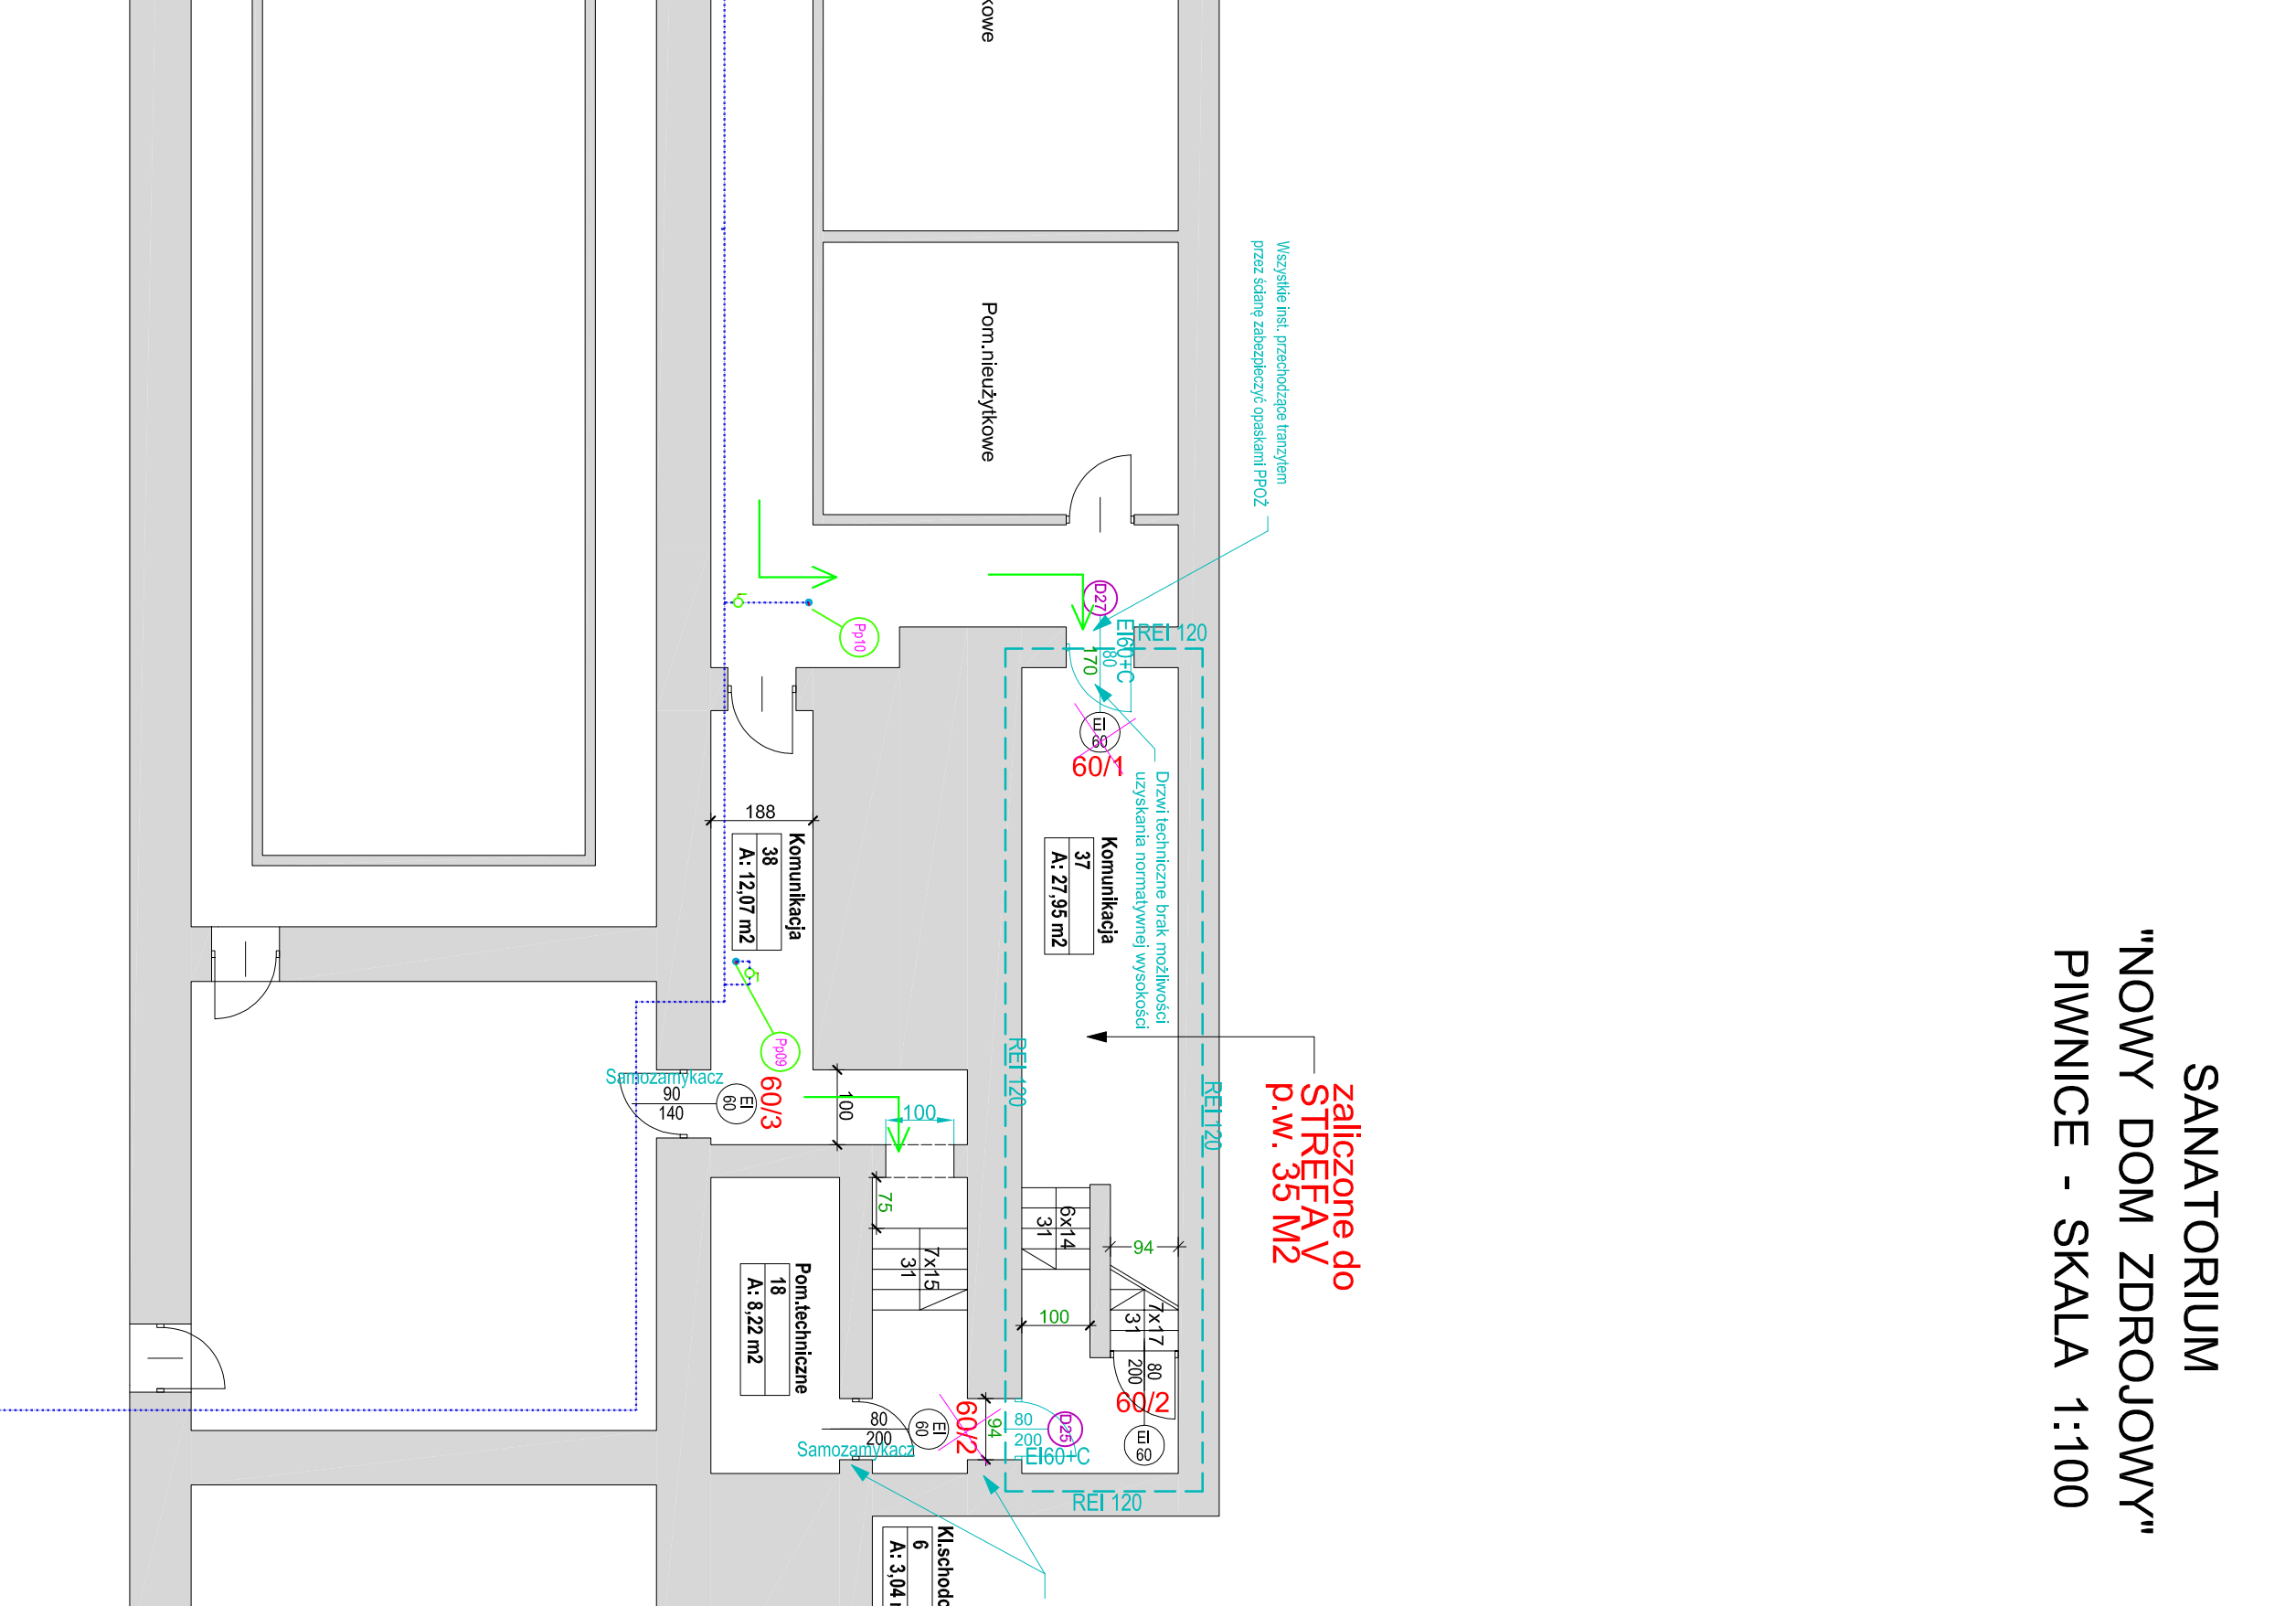 SANATORIUM
"NOWY DOM ZDROJOWY"
PIWNICE - SKALA 1:100
zaliczone do
STREFA V
p.w. 35 M2
Wszystkie inst. przechodzące tranzytem
przez ścianę zabezpieczyć opaskami PPOŻ
Pom.nieużytkowe
D27
EI60+C
REI 120
80
170
EI
60
60/1
Drzwi techniczne brak możliwości
uzyskania normatywnej wysokości
Komunikacja
37
A: 27,95 m2
Pp10
188
Komunikacja
38
A: 12,07 m2
Pp09
60/3
Samozamykacz
90
140
EI
60
100
100
REI 120
REI 120
75
7x15
31
6x14
31
94
100
7x17
31
80
200
60/2
EI
60
Pom.techniczne
18
A: 8,22 m2
80
200
EI
60
Samozamykacz
60/2
94
80
200
D25
EI60+C
REI 120
6
A: 3,04